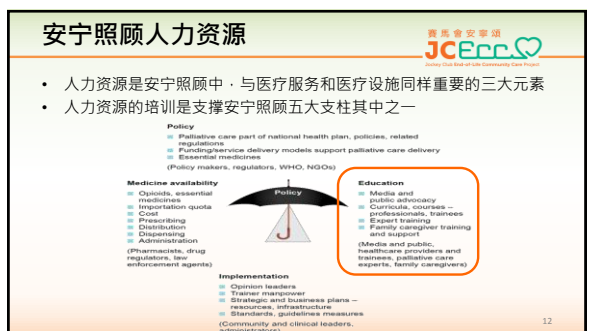 安宁照顾人力资源
賽馬會安寧頌
JCECC
Jockey Club End-of-Life Community Care Project
• 人力资源是安宁照顾中，与医疗服务和医疗设施同样重要的三大元素
• 人力资源的培训是支撑安宁照顾五大支柱其中之一
Policy
Palliative care part of national health plan, policies, related
regulations
Funding/service delivery models support palliative care delivery
Essential medicines
(Policy makers, regulators, WHO, NGOs)
Medicine availability
Opioids, essential
medicines
Importation quota
Cost
Prescribing
Distribution
Dispensing
Administration
(Pharmacists, drug
regulators, law
enforcement agents)
Policy
Education
Media and
public advocacy
Curricula, courses –
professionals, trainees
Expert training
Family caregiver training
and support
(Media and public,
healthcare providers and
trainees, palliative care
experts, family caregivers)
Implementation
Opinion leaders
Trainer manpower
Strategic and business plans –
resources, infrastructure
Standards, guidelines measures
(Community and clinical leaders,
administrators)
12